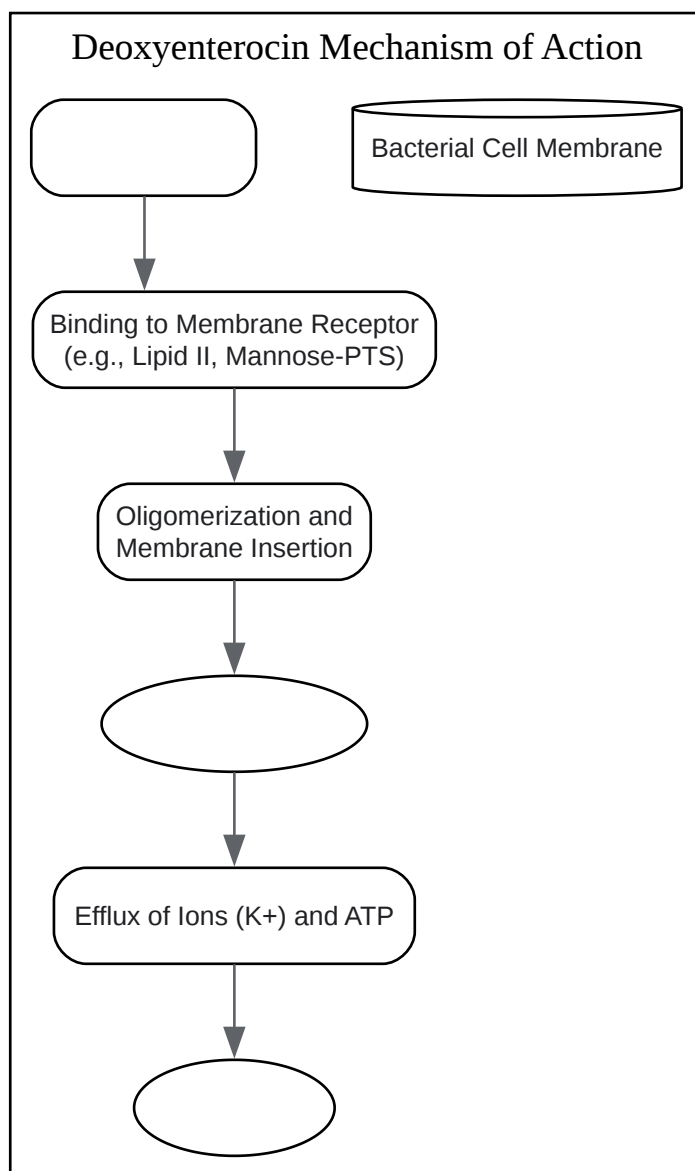 Deoxyenterocin Mechanism of Action
Bacterial Cell Membrane
Binding to Membrane Receptor
(e.g., Lipid II, Mannose-PTS)
Oligomerization and
Membrane Insertion
Efflux of Ions (K+) and ATP